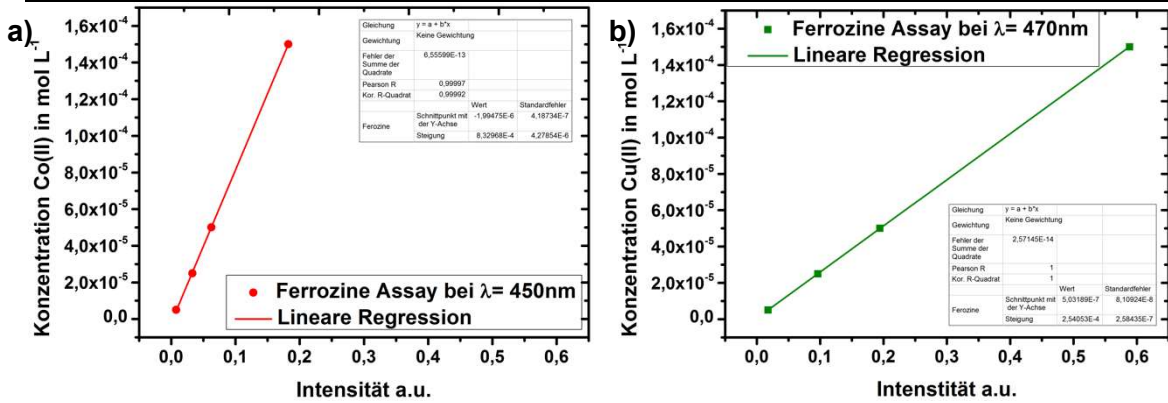 a)
Konzentration Co(II) in mol L-1
1,6x10-4
1,4x10-4
1,2x10-4
1,0x10-4
8,0x10-5
6,0x10-5
4,0x10-5
2,0x10-5
0,0
Gleichung y = a + b*x
Gewichtung Keine Gewichtung
Fehler der Summe der Quadrate 6,55599E-13
Pearson R 0,99997
Kor. R-Quadrat 0,99992
Wert Standardfehler
Ferozine Schnittpunkt mit der Y-Achse -1,99475E-6 4,18734E-7
Steigung 8,32968E-4 4,27854E-6
Ferrozine Assay bei λ= 450nm
Lineare Regression
0,0 0,1 0,2 0,3 0,4 0,5 0,6
Intensität a.u.
b)
Konzentration Cu(II) in mol L-1
1,6x10-4
1,4x10-4
1,2x10-4
1,0x10-4
8,0x10-5
6,0x10-5
4,0x10-5
2,0x10-5
0,0
Ferrozine Assay bei λ= 470nm
Lineare Regression
Gleichung y = a + b*x
Gewichtung Keine Gewichtung
Fehler der Summe der Quadrate 2,57145E-14
Pearson R 1
Kor. R-Quadrat 1
Wert Standardfehler
Ferozine Schnittpunkt mit der Y-Achse 5,03189E-7 8,10924E-8
Steigung 2,54053E-4 2,58435E-7
0,0 0,1 0,2 0,3 0,4 0,5 0,6
Intenstität a.u.